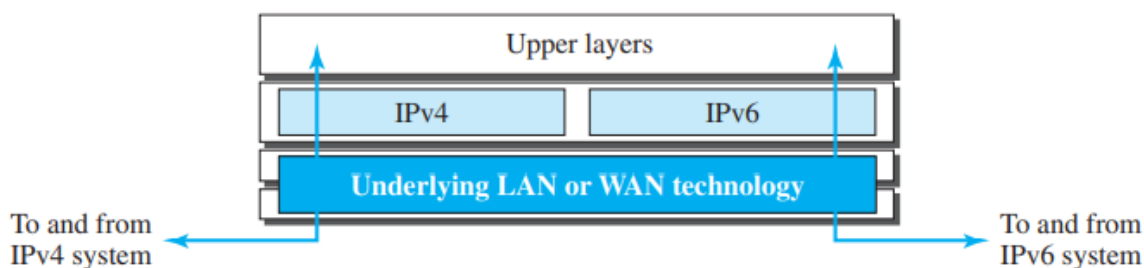 Upper layers
IPv4
IPv6
Underlying LAN or WAN technology
To and from
IPv4 system
To and from
IPv6 system